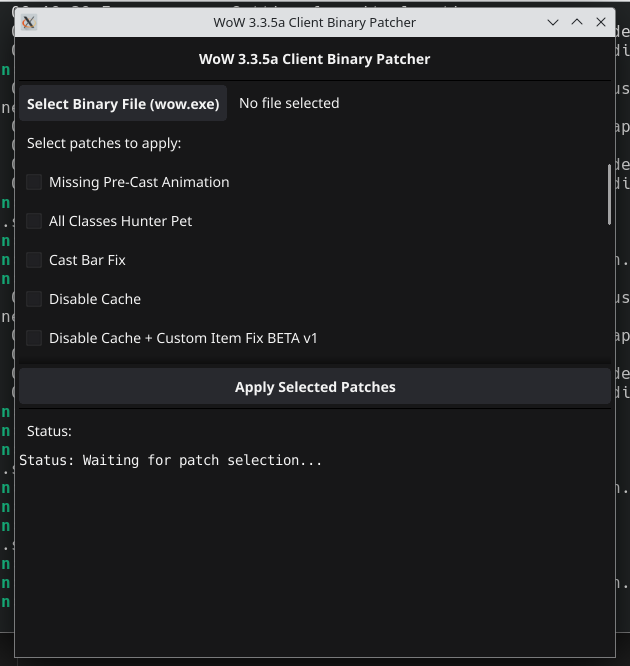 WoW 3.3.5a Client Binary Patcher
WoW 3.3.5a Client Binary Patcher
Select Binary File (wow.exe) No file selected
Select patches to apply:
Missing Pre-Cast Animation
All Classes Hunter Pet
Cast Bar Fix
Disable Cache
Disable Cache + Custom Item Fix BETA v1
Apply Selected Patches
Status:
Status: Waiting for patch selection...